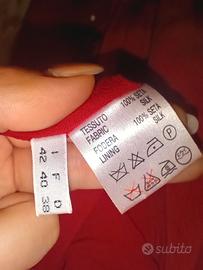 TESSUTO 100% SETA
FABRIC SILK
FODERA 100% SETA
LINING SILK
P
I F D
42 40 38
subito